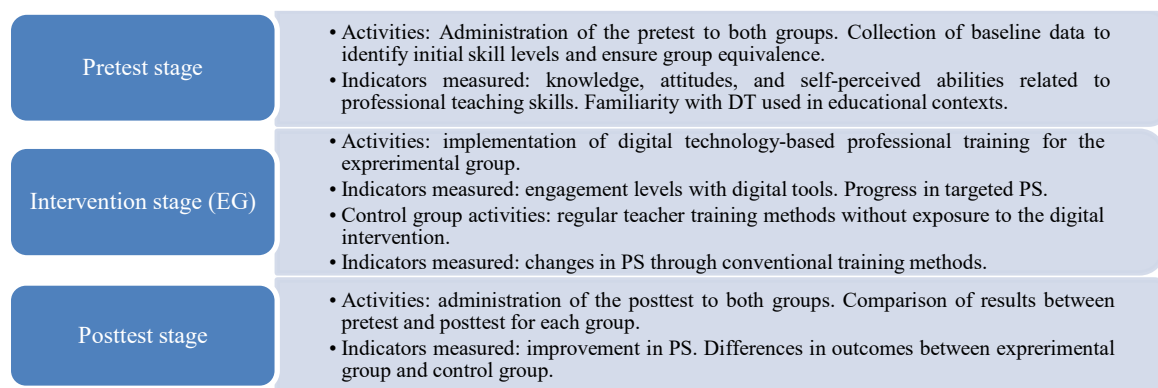 Pretest stage
• Activities: Administration of the pretest to both groups. Collection of baseline data to
identify initial skill levels and ensure group equivalence.
• Indicators measured: knowledge, attitudes, and self-perceived abilities related to
professional teaching skills. Familiarity with DT used in educational contexts.
Intervention stage (EG)
• Activities: implementation of digital technology-based professional training for the
exprerimental group.
• Indicators measured: engagement levels with digital tools. Progress in targeted PS.
• Control group activities: regular teacher training methods without exposure to the digital
intervention.
• Indicators measured: changes in PS through conventional training methods.
Posttest stage
• Activities: administration of the posttest to both groups. Comparison of results between
pretest and posttest for each group.
• Indicators measured: improvement in PS. Differences in outcomes between exprerimental
group and control group.